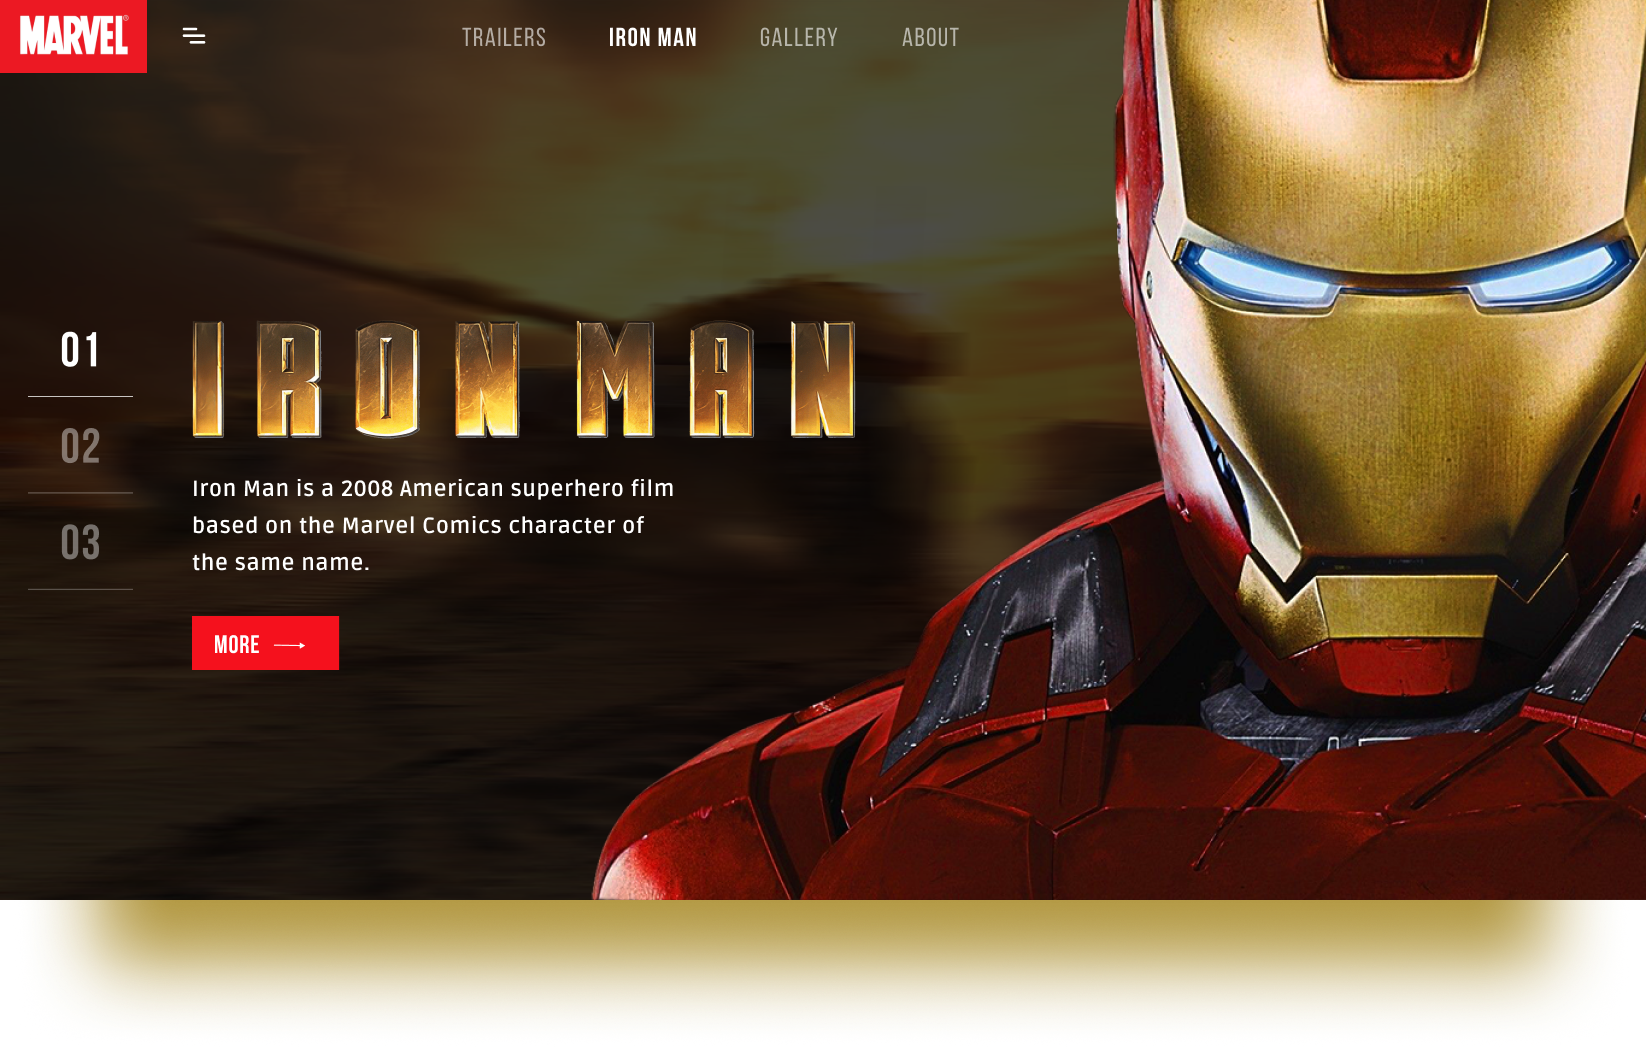 MARVEL®
TRAILERS IRON MAN GALLERY ABOUT
01
02
03
IRON MAN
Iron Man is a 2008 American superhero film
based on the Marvel Comics character of
the same name.
MORE